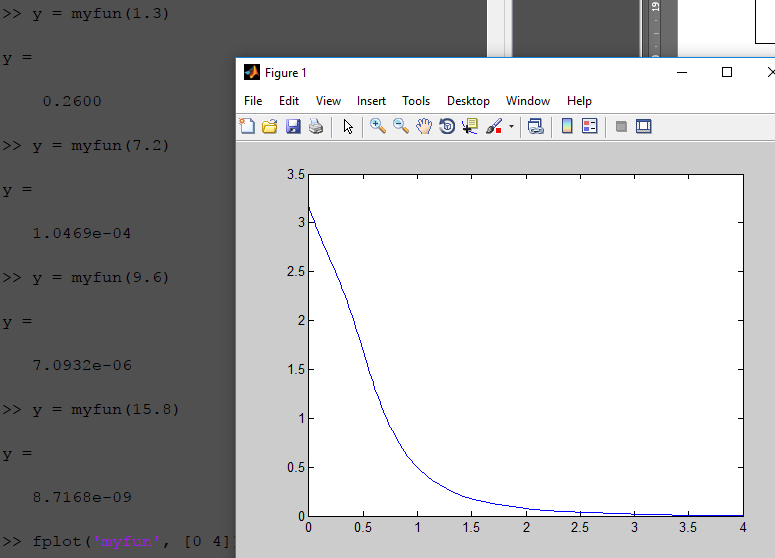 >> y = myfun(1.3)
y =
0.2600
>> y = myfun(7.2)
y =
1.0469e-04
>> y = myfun(9.6)
y =
7.0932e-06
>> y = myfun(15.8)
y =
8.7168e-09
>> fplot('myfun', [0 4]
19
Figure 1
File Edit View Insert Tools Desktop Window Help
3.5
3
2.5
2
1.5
1
0.5
0
0 0.5 1 1.5 2 2.5 3 3.5 4